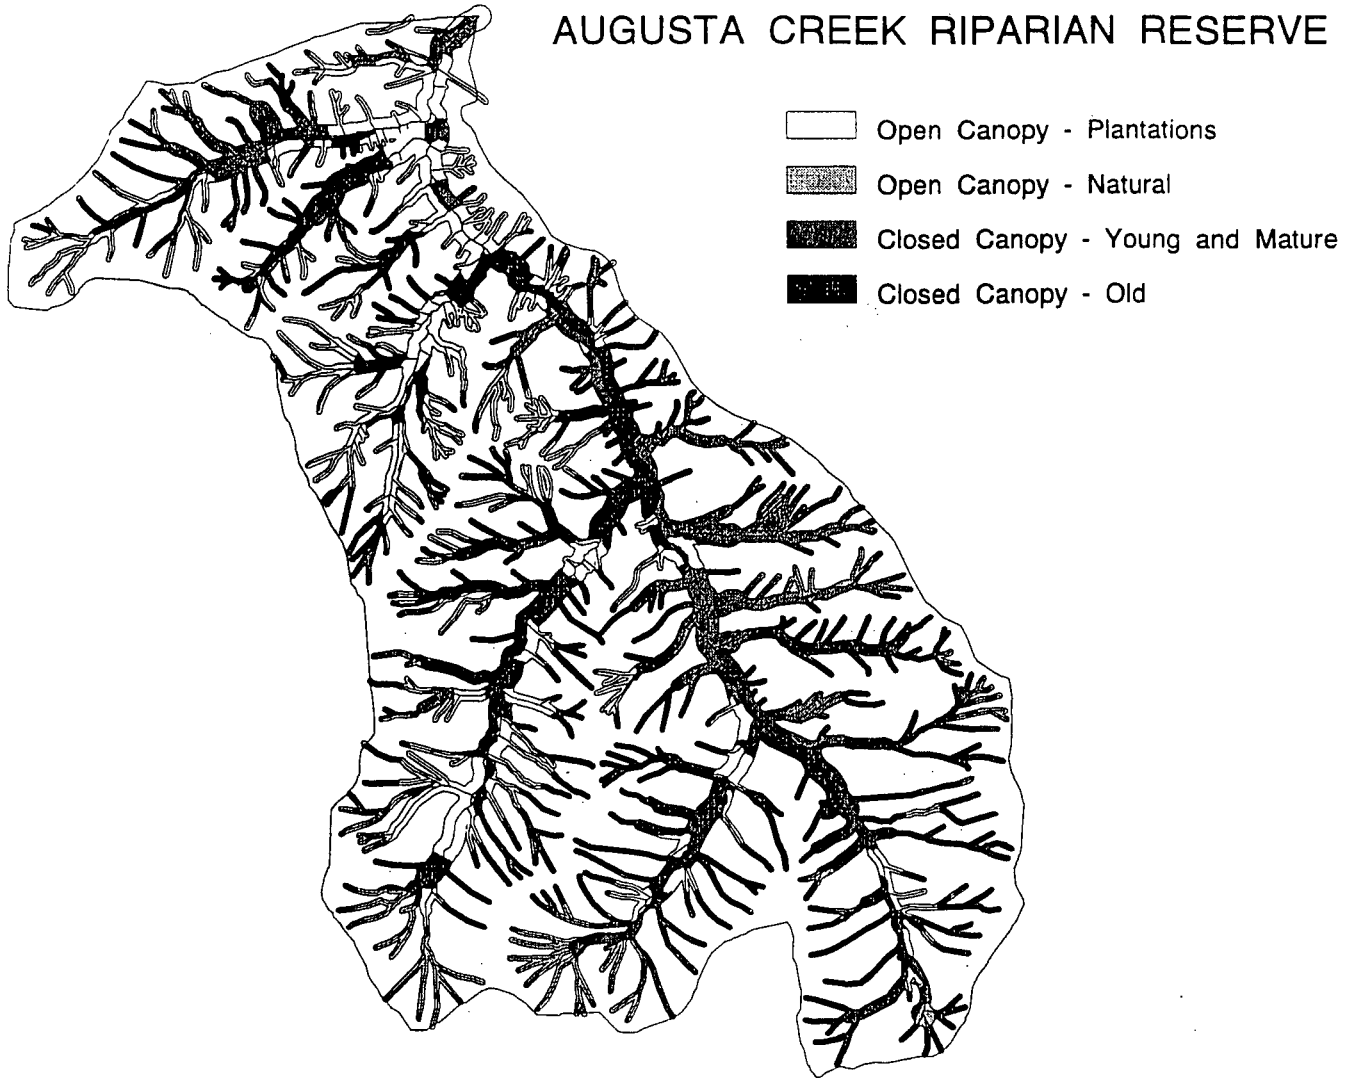 AUGUSTA CREEK RIPARIAN RESERVE
Open Canopy - Plantations
Open Canopy - Natural
Closed Canopy - Young and Mature
Closed Canopy - Old